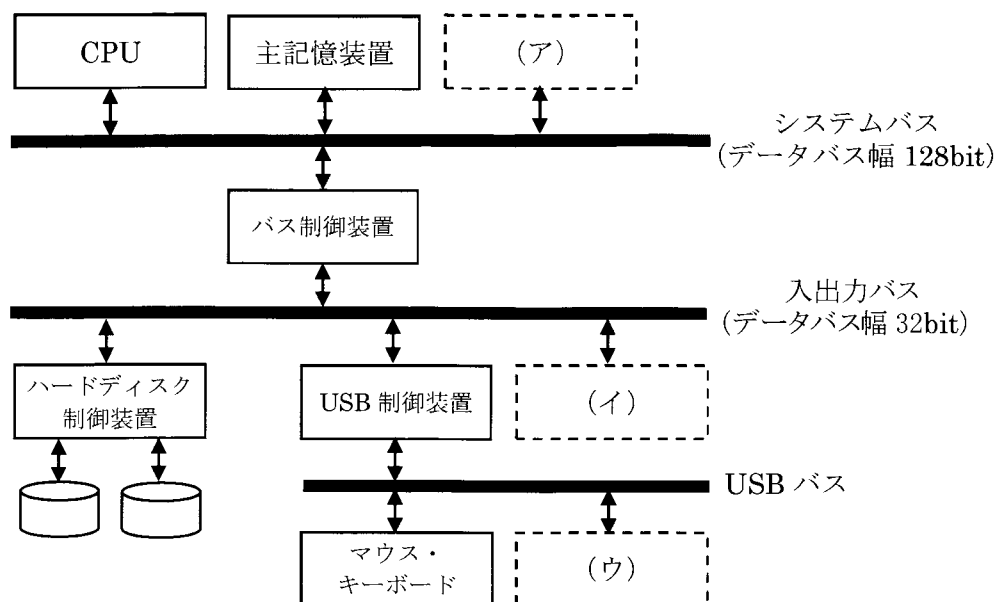 CPU
主記憶装置
(ア)
システムバス
(データバス幅 128bit)
バス制御装置
入出力バス
(データバス幅 32bit)
ハードディスク
制御装置
USB 制御装置
(イ)
USB バス
マウス・
キーボード
(ウ)